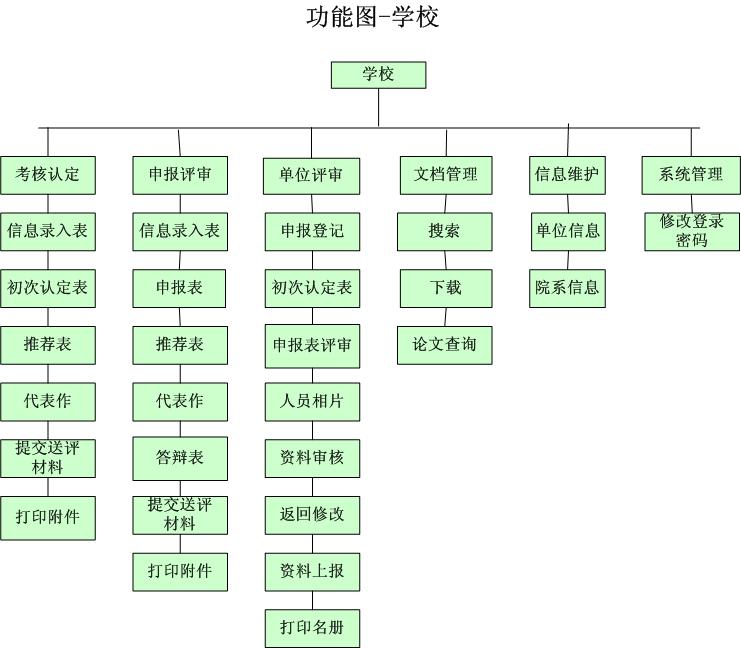 功能图-学校
学校
考核认定
申报评审
单位评审
文档管理
信息维护
系统管理
信息录入表
信息录入表
申报登记
搜索
单位信息
修改登录
密码
初次认定表
申报表
初次认定表
下载
院系信息
推荐表
推荐表
申报表评审
论文查询
代表作
代表作
人员相片
提交送评
材料
答辩表
资料审核
打印附件
提交送评
材料
返回修改
打印附件
资料上报
打印名册